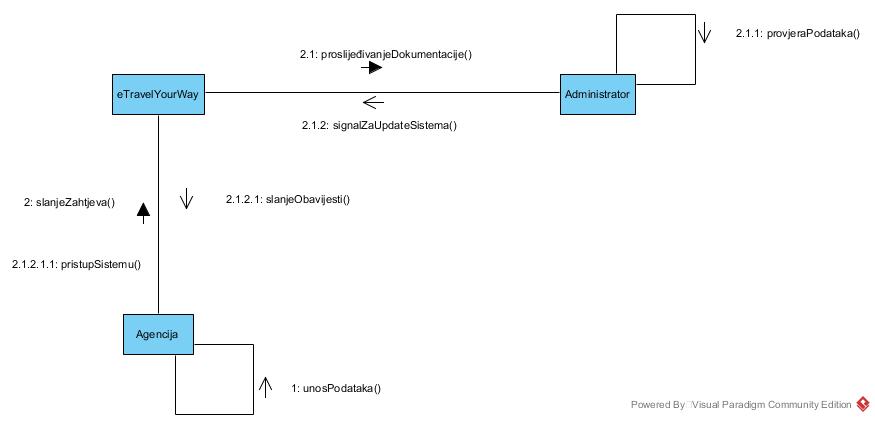 2.1.1: provjeraPodataka()
2.1: proslijeđivanjeDokumentacije()
eTravelYourWay
Administrator
2.1.2: signalZaUpdateSistema()
2: slanjeZahtjeva()
2.1.2.1: slanjeObavijesti()
2.1.2.1.1: pristupSistemu()
Agencija
1: unosPodataka()
Powered By Visual Paradigm Community Edition